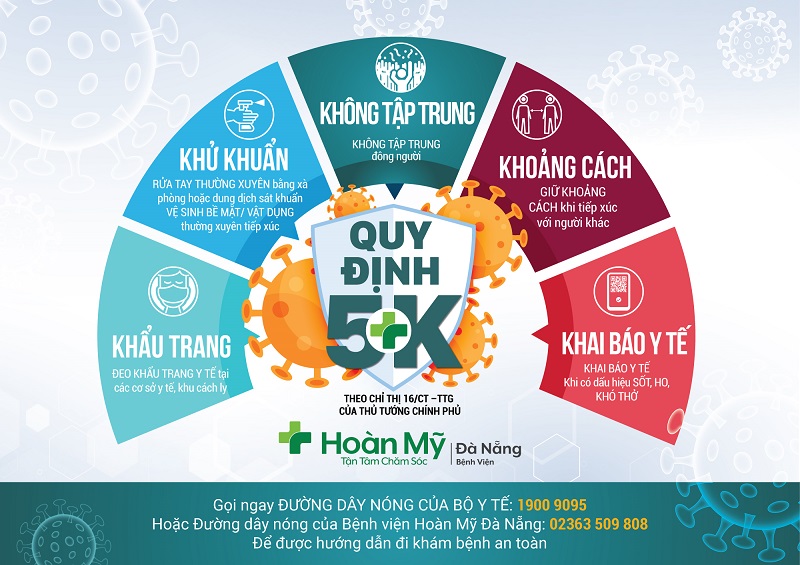 KHẨU TRANG
ĐEO KHẨU TRANG Y TẾ tại
các cơ sở y tế, khu cách ly
KHỬ KHUẨN
RỬA TAY THƯỜNG XUYÊN bằng xà
phòng hoặc dung dịch sát khuẩn
VỆ SINH BỀ MẶT/ VẬT DỤNG
thường xuyên tiếp xúc
KHÔNG TẬP TRUNG
KHÔNG TẬP TRUNG
đông người
KHOẢNG CÁCH
GIỮ KHOẢNG
CÁCH khi tiếp xúc
với người khác
KHAI BÁO Y TẾ
KHAI BÁO Y TẾ
Khi có dấu hiệu SỐT, HO,
KHÓ THỞ
QUY
ĐỊNH
5K
THEO CHỈ THỊ 16/CT –TTG
CỦA THỦ TƯỚNG CHÍNH PHỦ
Hoàn Mỹ
Tận Tâm Chăm Sóc
Đà Nẵng
Bệnh Viện
Gọi ngay ĐƯỜNG DÂY NÓNG CỦA BỘ Y TẾ: 1900 9095
Hoặc Đường dây nóng của Bệnh viện Hoàn Mỹ Đà Nẵng: 02363 509 808
Để được hướng dẫn đi khám bệnh an toàn